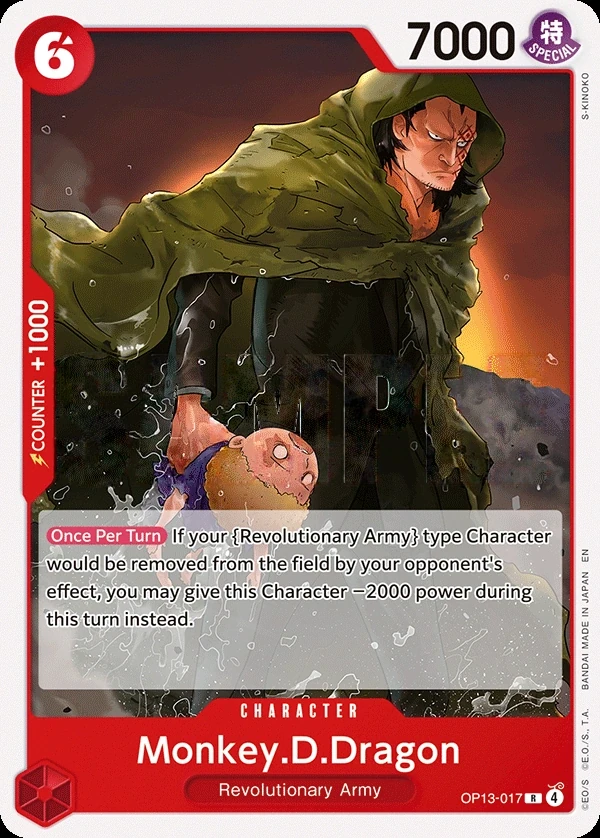 6
7000
特
SPECIAL
S-KINOKO
COUNTER +1000
SAMPLE
Once Per Turn If your {Revolutionary Army} type Character
would be removed from the field by your opponent's
effect, you may give this Character −2000 power during
this turn instead.
BANDAI MADE IN JAPAN EN
©E.O./S., T.A.
©EO/S
CHARACTER
Monkey.D.Dragon
Revolutionary Army
OP13-017 R 4